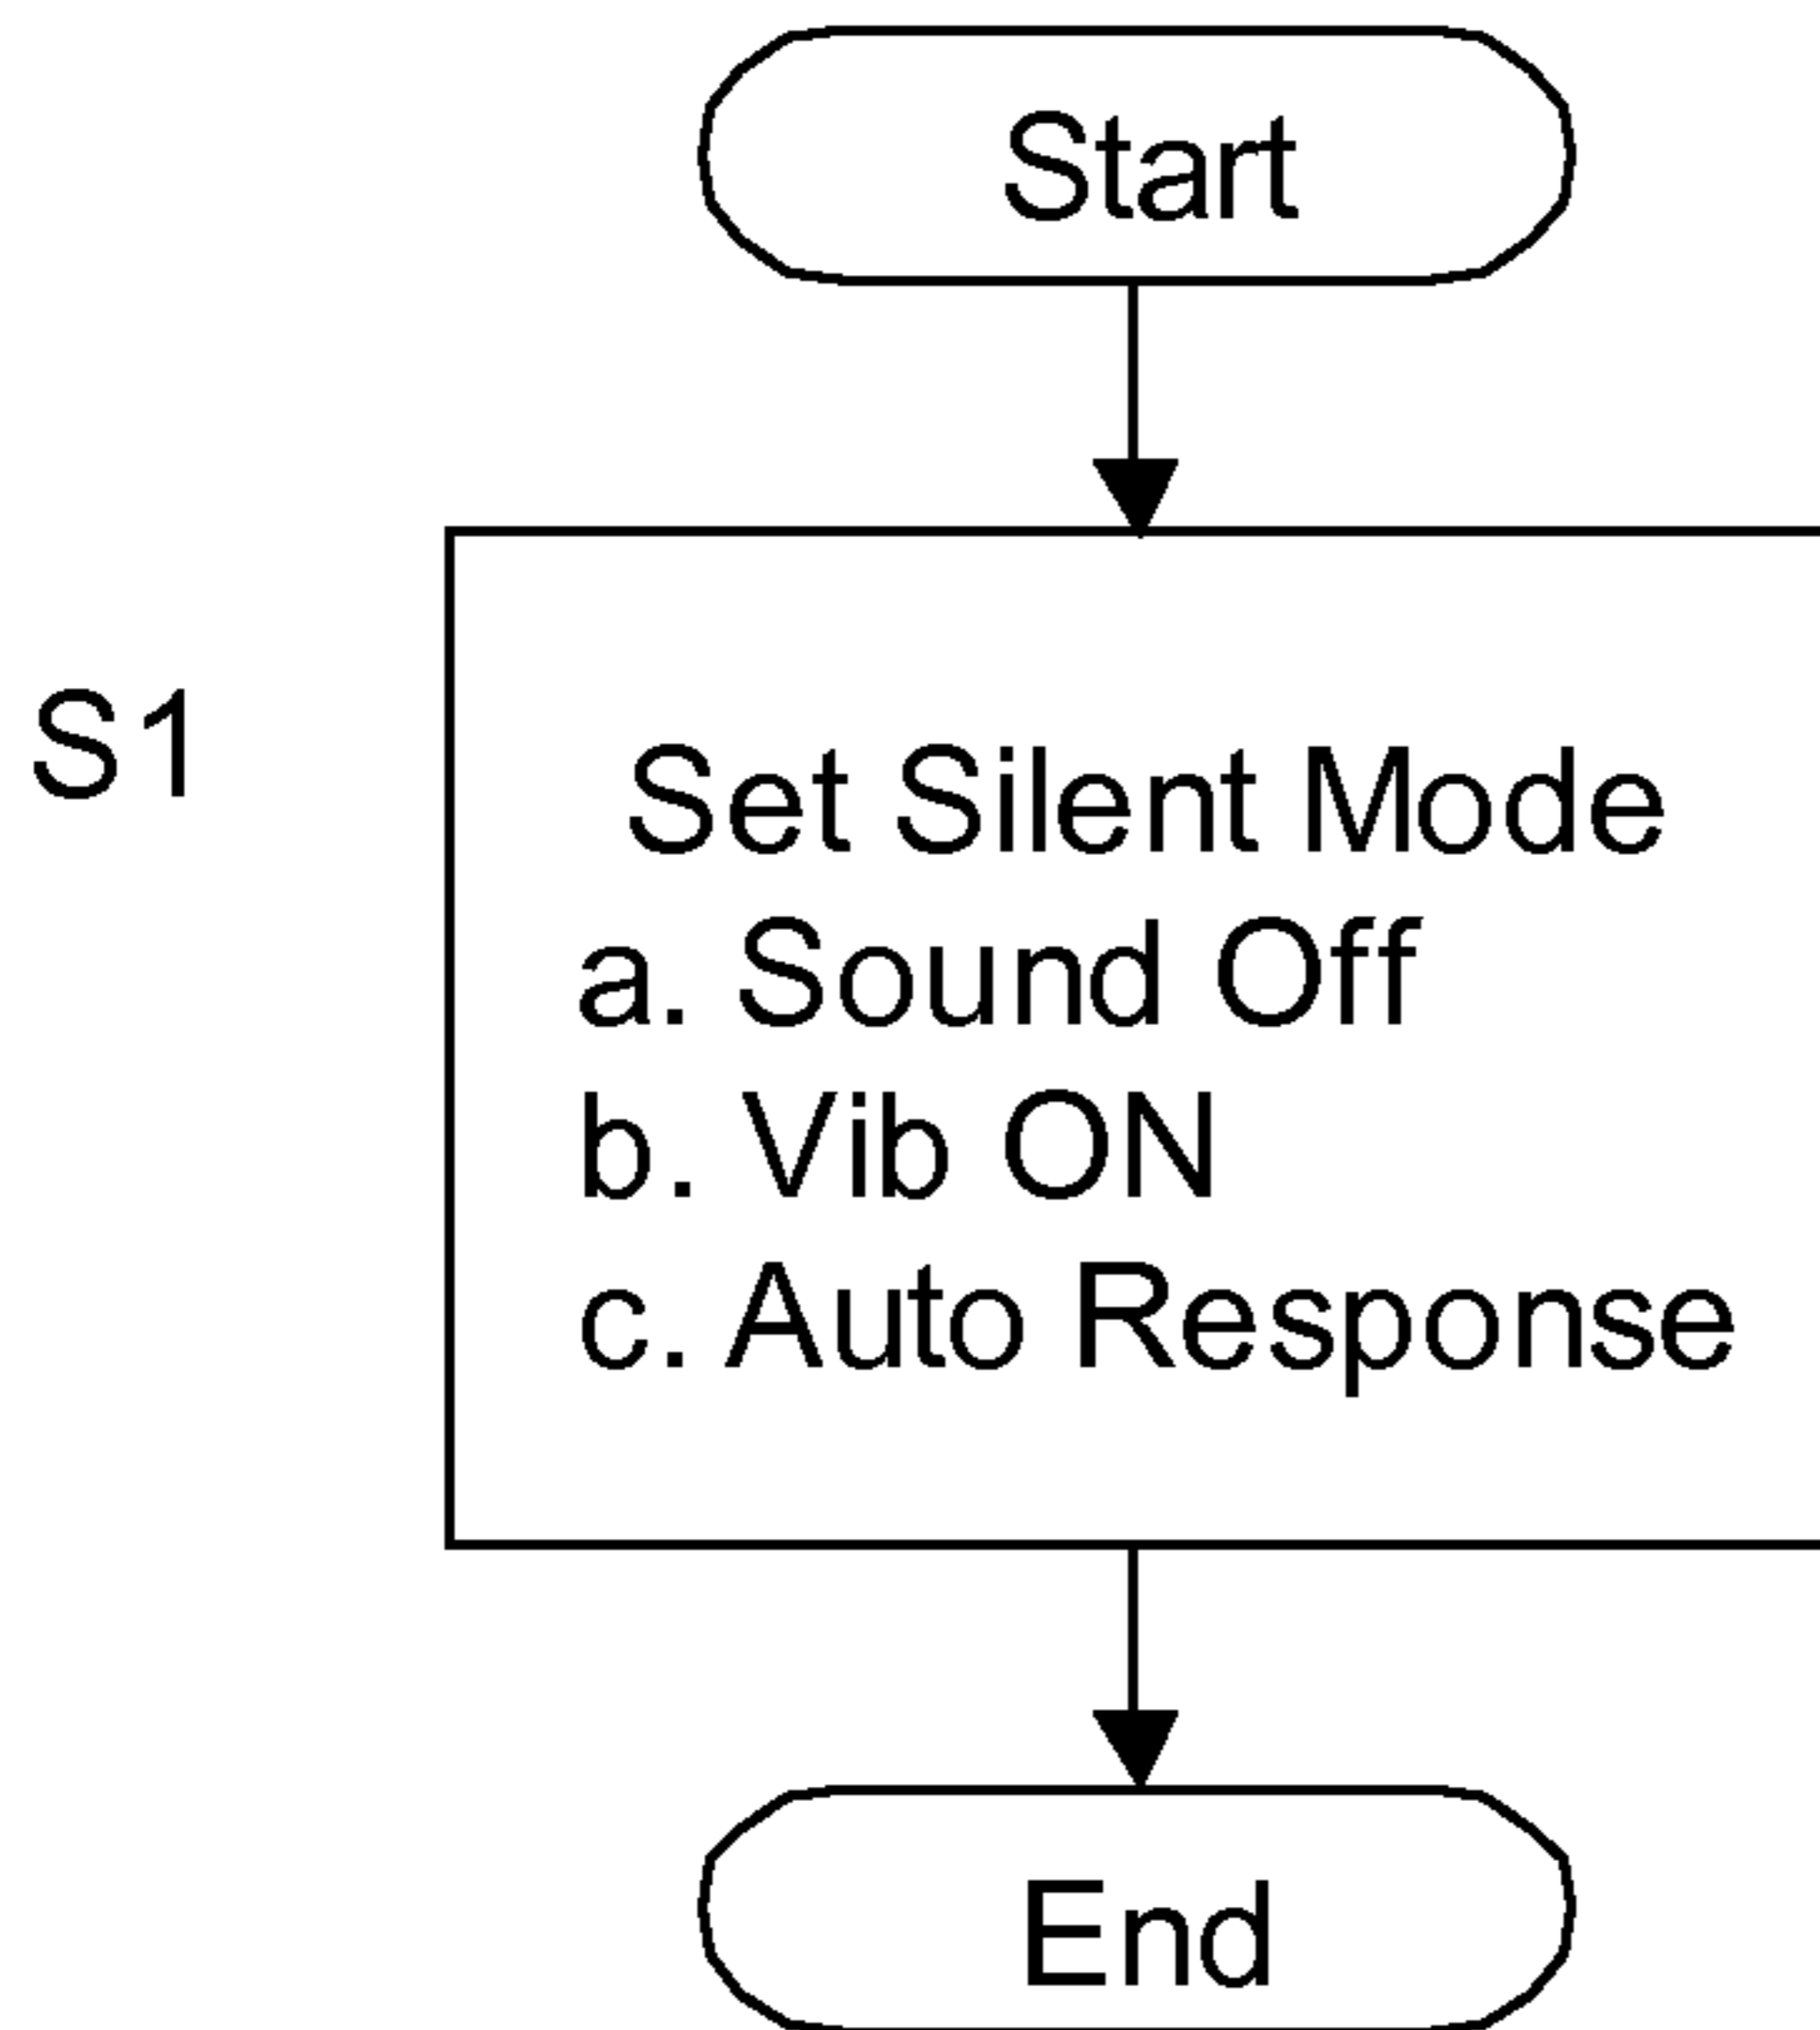 Start
S1
Set Silent Mode
a. Sound Off
b. Vib ON
c. Auto Response
End